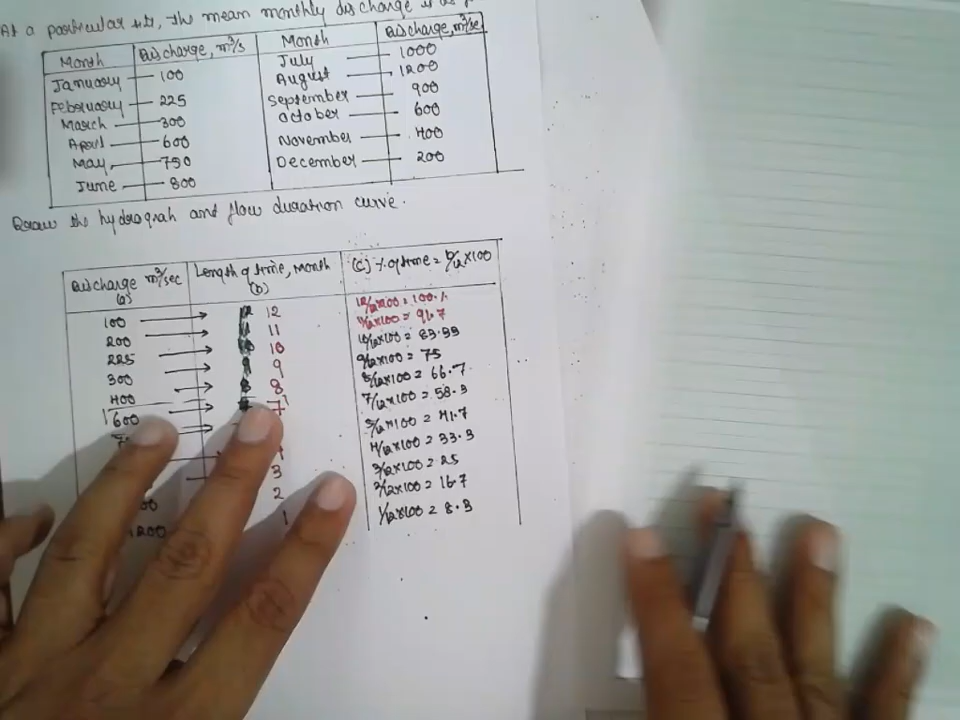 At a particular site, the mean monthly discharge is as
Month Discharge, m³/s Month Discharge, m³/sec
January 100 July 1000
February 225 August 1200
March 300 September 900
April 600 october 600
May 750 November 400
June 800 December 200
Draw the hydrograh and flow duration curve.
Discharge m³/sec Length of time, Month (C) % of time = b/12 × 100
(a) (b)
100 12 12/12×100 = 100%
200 11 11/12×100 = 91.7
225 10 10/12×100 = 83.33
300 9 9/12×100 = 75
400 8 8/12×100 = 66.7
600 7 7/12×100 = 58.3
5/12×100 = 41.7
4/12×100 = 33.3
3 3/12×100 = 25
2 2/12×100 = 16.7
1200 1 1/12×100 = 8.3